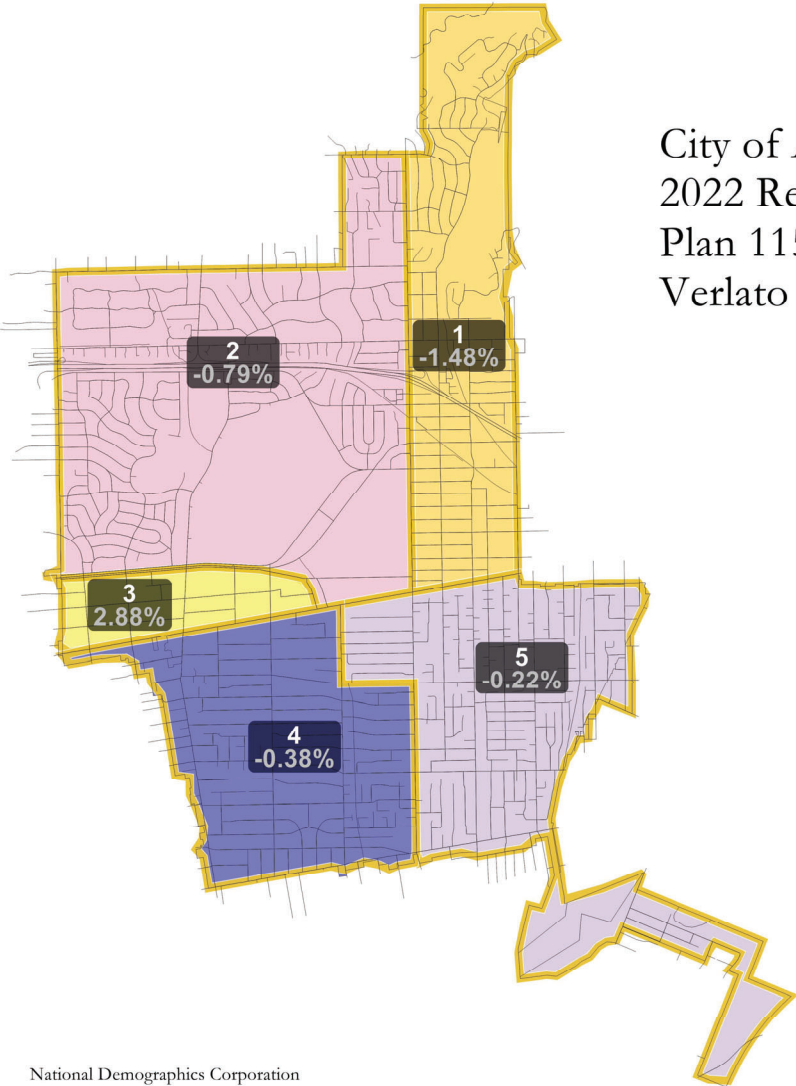 City of
2022 Re
Plan 115
Verlato
1
-1.48%
2
-0.79%
3
2.88%
5
-0.22%
4
-0.38%
National Demographics Corporation